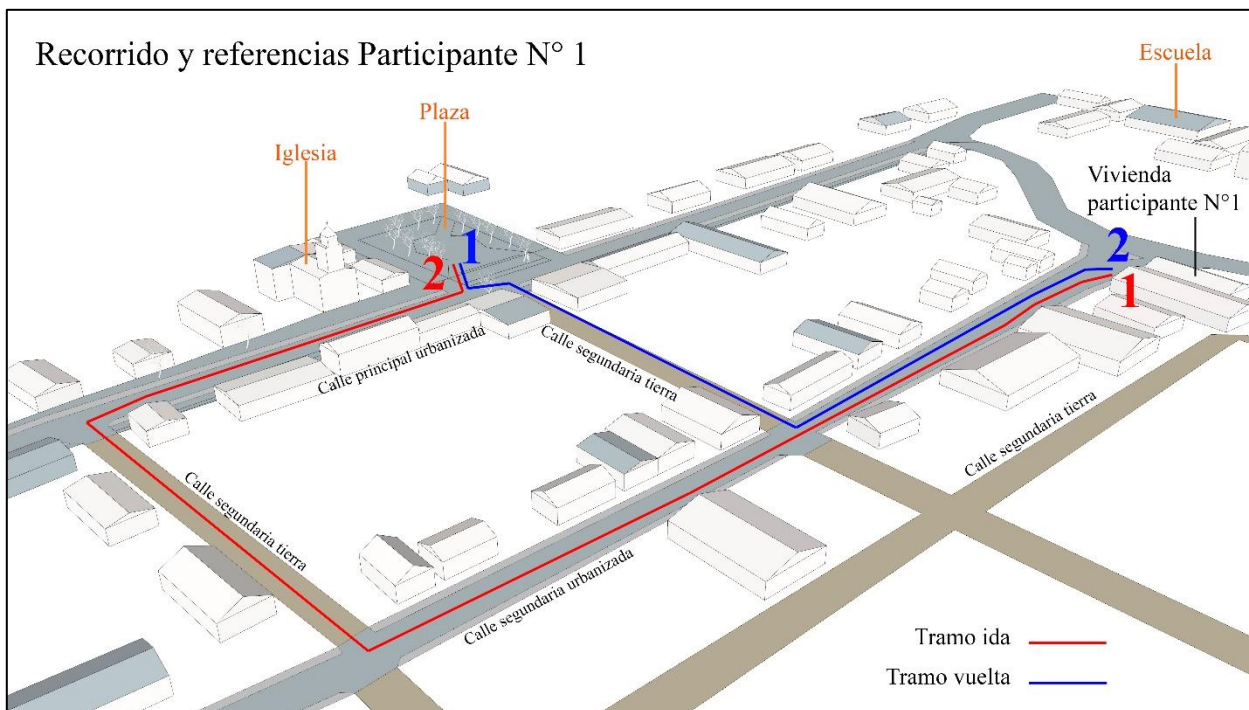 Recorrido y referencias Participante N° 1
Escuela
Plaza
Iglesia
Vivienda
participante N°1
1
2
2
1
Calle principal urbanizada
Calle segundaria tierra
Calle segundaria tierra
Calle segundaria tierra
Calle segundaria urbanizada
Tramo ida
Tramo vuelta